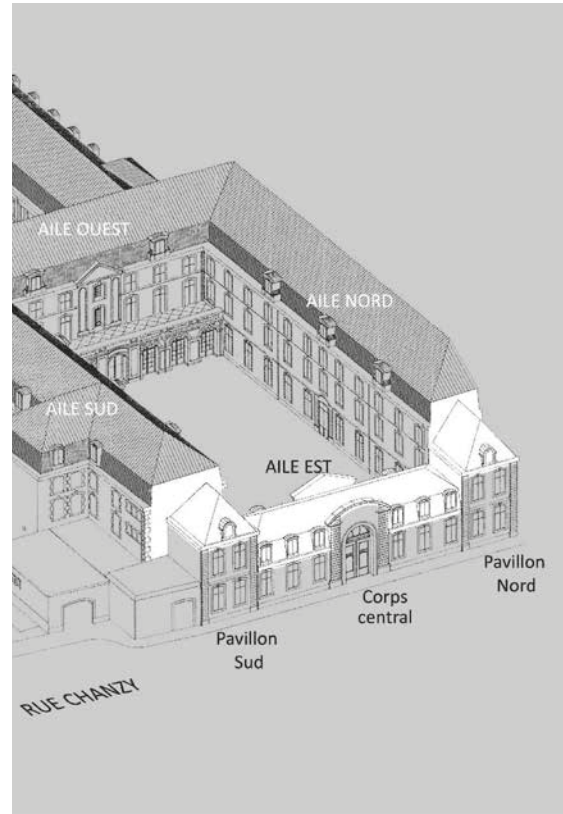 AILE OUEST
AILE NORD
AILE SUD
AILE EST
Pavillon
Nord
Corps
central
Pavillon
Sud
RUE CHANZY